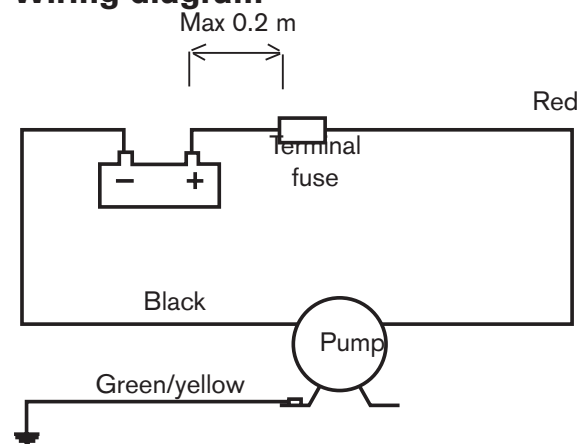 Wiring diagram
Max 0.2 m
Red
Terminal
fuse
− +
Black
Pump
Green/yellow